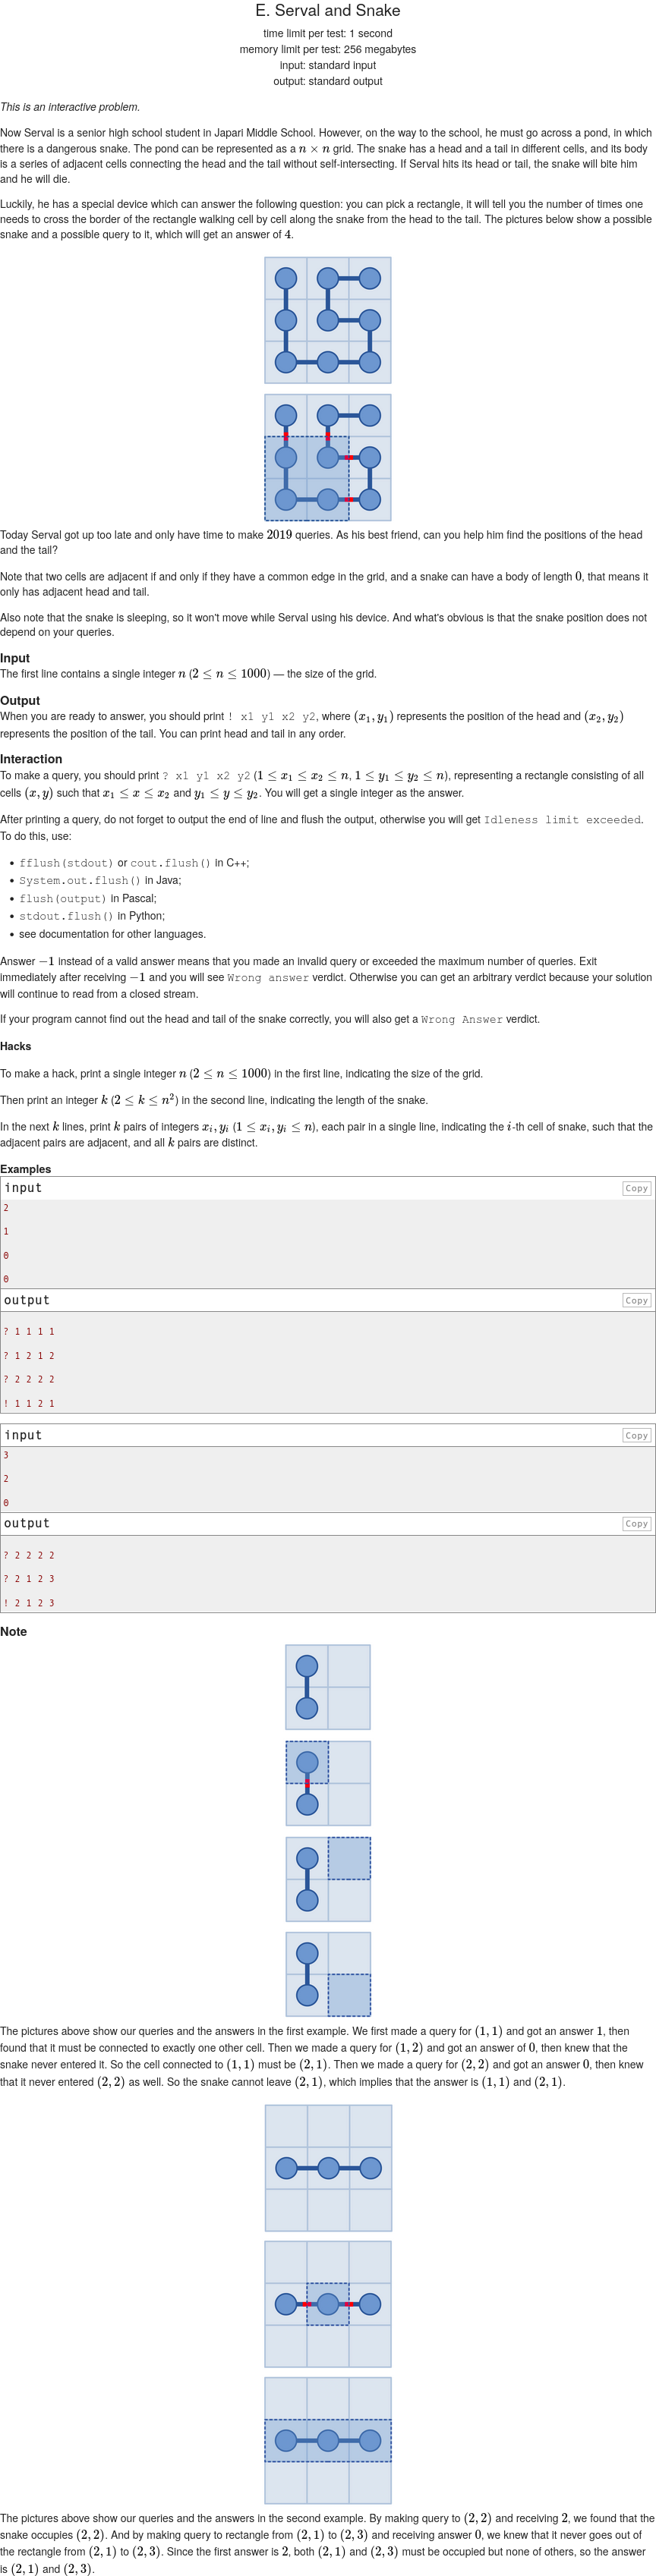 E. Serval and Snake
time limit per test: 1 second
memory limit per test: 256 megabytes
input: standard input
output: standard output
This is an interactive problem.
Now Serval is a senior high school student in Japari Middle School. However, on the way to the school, he must go across a pond, in which
there is a dangerous snake. The pond can be represented as a n × n grid. The snake has a head and a tail in different cells, and its body
is a series of adjacent cells connecting the head and the tail without self-intersecting. If Serval hits its head or tail, the snake will bite him
and he will die.
Luckily, he has a special device which can answer the following question: you can pick a rectangle, it will tell you the number of times one
needs to cross the border of the rectangle walking cell by cell along the snake from the head to the tail. The pictures below show a possible
snake and a possible query to it, which will get an answer of 4.
Today Serval got up too late and only have time to make 2019 queries. As his best friend, can you help him find the positions of the head
and the tail?
Note that two cells are adjacent if and only if they have a common edge in the grid, and a snake can have a body of length 0, that means it
only has adjacent head and tail.
Also note that the snake is sleeping, so it won't move while Serval using his device. And what's obvious is that the snake position does not
depend on your queries.
Input
The first line contains a single integer n (2 ≤ n ≤ 1000) — the size of the grid.
Output
When you are ready to answer, you should print ! x1 y1 x2 y2, where (x₁, y₁) represents the position of the head and (x₂, y₂)
represents the position of the tail. You can print head and tail in any order.
Interaction
To make a query, you should print ? x1 y1 x2 y2 (1 ≤ x₁ ≤ x₂ ≤ n, 1 ≤ y₁ ≤ y₂ ≤ n), representing a rectangle consisting of all
cells (x, y) such that x₁ ≤ x ≤ x₂ and y₁ ≤ y ≤ y₂. You will get a single integer as the answer.
After printing a query, do not forget to output the end of line and flush the output, otherwise you will get Idleness limit exceeded.
To do this, use:
• fflush(stdout) or cout.flush() in C++;
• System.out.flush() in Java;
• flush(output) in Pascal;
• stdout.flush() in Python;
• see documentation for other languages.
Answer −1 instead of a valid answer means that you made an invalid query or exceeded the maximum number of queries. Exit
immediately after receiving −1 and you will see Wrong answer verdict. Otherwise you can get an arbitrary verdict because your solution
will continue to read from a closed stream.
If your program cannot find out the head and tail of the snake correctly, you will also get a Wrong Answer verdict.
Hacks
To make a hack, print a single integer n (2 ≤ n ≤ 1000) in the first line, indicating the size of the grid.
Then print an integer k (2 ≤ k ≤ n²) in the second line, indicating the length of the snake.
In the next k lines, print k pairs of integers xᵢ, yᵢ (1 ≤ xᵢ, yᵢ ≤ n), each pair in a single line, indicating the i-th cell of snake, such that the
adjacent pairs are adjacent, and all k pairs are distinct.
Examples
input Copy
2
1
0
0
output Copy
? 1 1 1 1
? 1 2 1 2
? 2 2 2 2
! 1 1 2 1
input Copy
3
2
0
output Copy
? 2 2 2 2
? 2 1 2 3
! 2 1 2 3
Note
The pictures above show our queries and the answers in the first example. We first made a query for (1, 1) and got an answer 1, then
found that it must be connected to exactly one other cell. Then we made a query for (1, 2) and got an answer of 0, then knew that the
snake never entered it. So the cell connected to (1, 1) must be (2, 1). Then we made a query for (2, 2) and got an answer 0, then knew
that it never entered (2, 2) as well. So the snake cannot leave (2, 1), which implies that the answer is (1, 1) and (2, 1).
The pictures above show our queries and the answers in the second example. By making query to (2, 2) and receiving 2, we found that the
snake occupies (2, 2). And by making query to rectangle from (2, 1) to (2, 3) and receiving answer 0, we knew that it never goes out of
the rectangle from (2, 1) to (2, 3). Since the first answer is 2, both (2, 1) and (2, 3) must be occupied but none of others, so the answer
is (2, 1) and (2, 3).